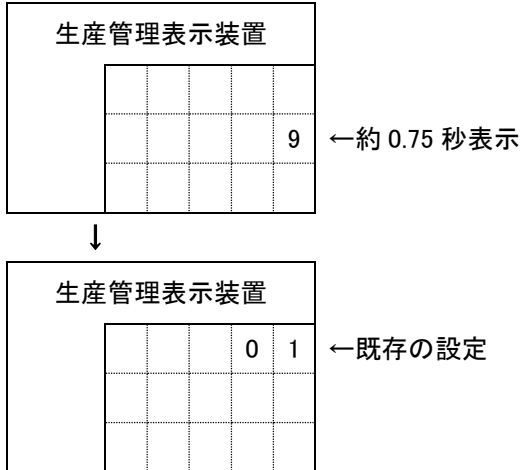 生産管理表示装置
9 ←約 0.75 秒表示
↓
生産管理表示装置
0 1 ←既存の設定